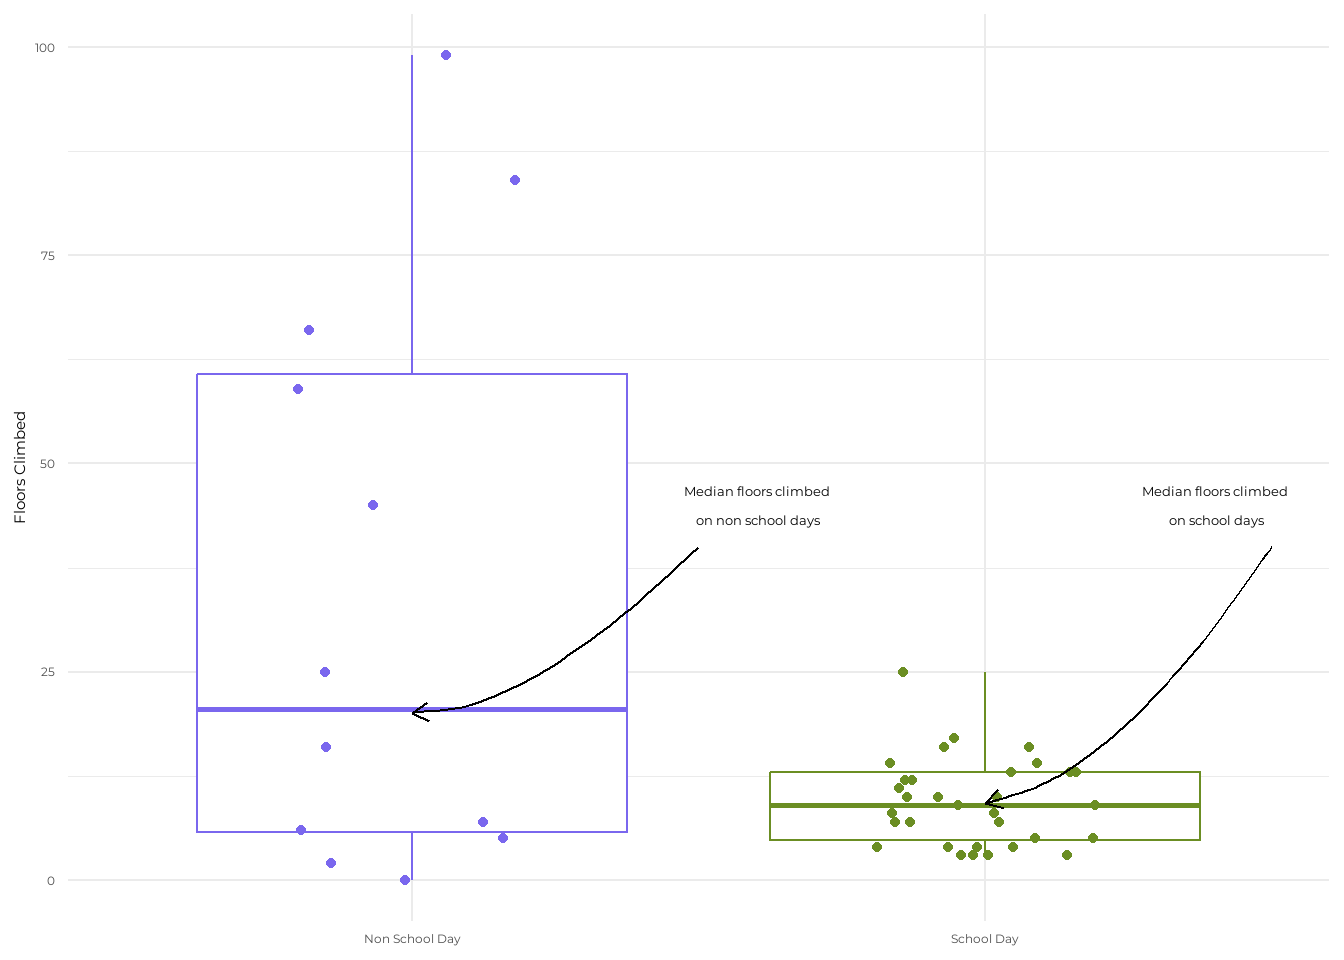 100
75
50
25
0
Floors Climbed
Median floors climbed
on non school days
Median floors climbed
on school days
Non School Day
School Day